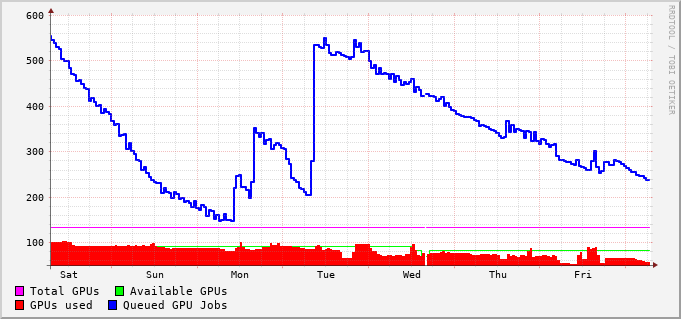 600
500
400
300
200
100
Sat Sun Mon Tue Wed Thu Fri
Total GPUs Available GPUs
GPUs used Queued GPU Jobs
RRDTOOL / TOBI OETIKER